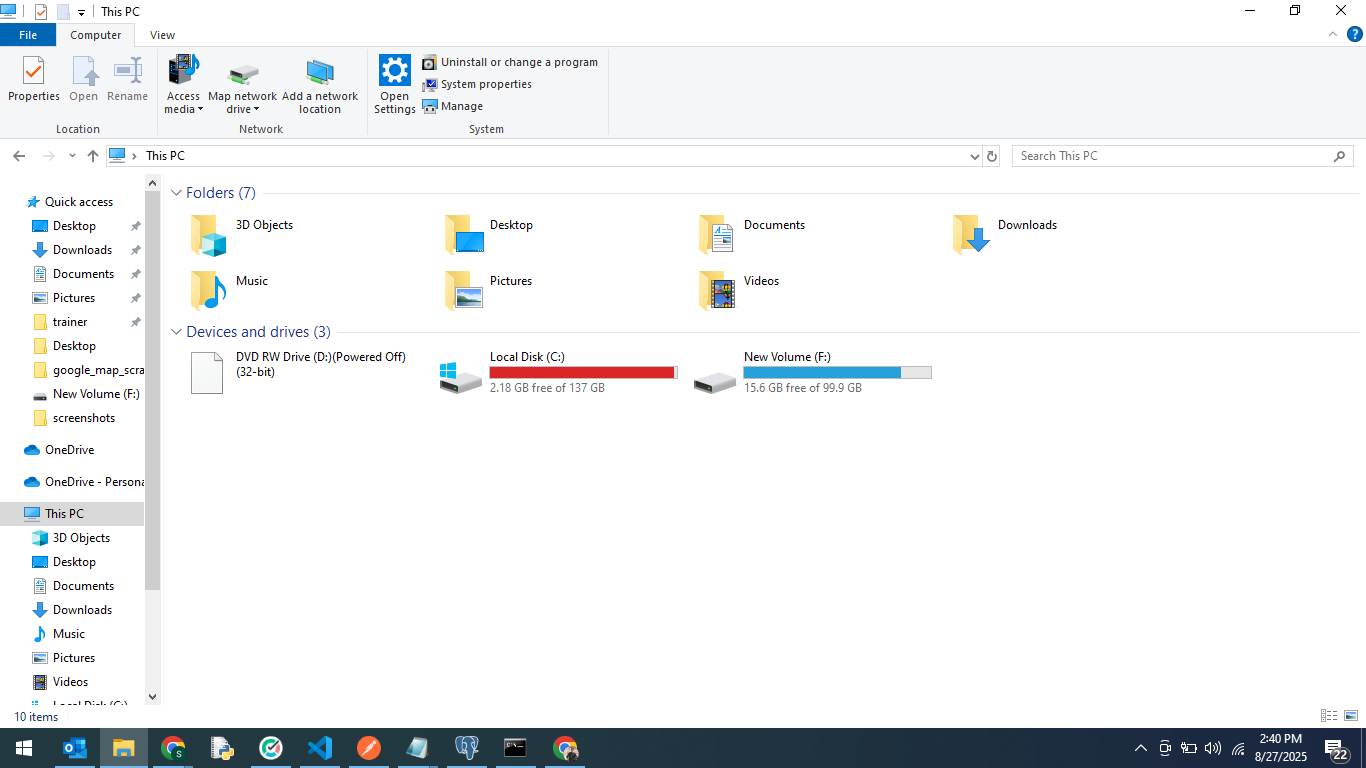 This PC
File
Computer
View
Properties
Open
Rename
Access media
Map network drive
Add a network location
Open Settings
Uninstall or change a program
System properties
Manage
Location
Network
System
This PC
Search This PC
Quick access
Desktop
Downloads
Documents
Pictures
trainer
Desktop
google_map_scra
New Volume (F:)
screenshots
OneDrive
OneDrive - Persona
This PC
3D Objects
Desktop
Documents
Downloads
Music
Pictures
Videos
Local Disk (C:)
Folders (7)
3D Objects
Desktop
Documents
Downloads
Music
Pictures
Videos
Devices and drives (3)
DVD RW Drive (D:)(Powered Off)
(32-bit)
Local Disk (C:)
2.18 GB free of 137 GB
New Volume (F:)
15.6 GB free of 99.9 GB
10 items
2:40 PM
8/27/2025
22